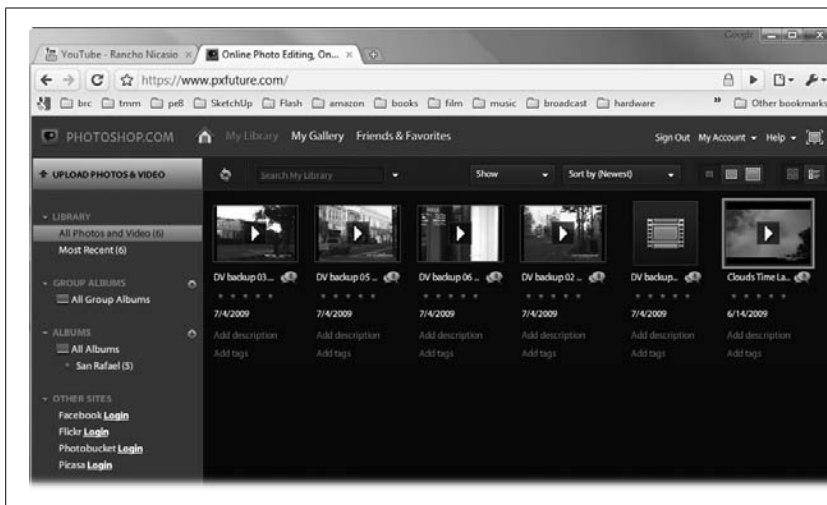 Google
YouTube - Rancho Nicasio
Online Photo Editing, On...
https://www.pxfuture.com/
brc tmm pe8 SketchUp Flash amazon books film music broadcast hardware » Other bookmarks
PHOTOSHOP.COM My Library My Gallery Friends & Favorites Sign Out My Account Help
UPLOAD PHOTOS & VIDEO Search My Library Show Sort by (Newest)
LIBRARY
All Photos and Video (6)
Most Recent (6)
GROUP ALBUMS
All Group Albums
ALBUMS
All Albums
San Rafael (5)
OTHER SITES
Facebook Login
Flickr Login
Photobucket Login
Picasa Login
DV backup 03... DV backup 05 ... DV backup 06 ... DV backup 02 ... DV backup... Clouds Time La...
7/4/2009 7/4/2009 7/4/2009 7/4/2009 7/4/2009 6/14/2009
Add description Add description Add description Add description Add description Add description
Add tags Add tags Add tags Add tags Add tags Add tags